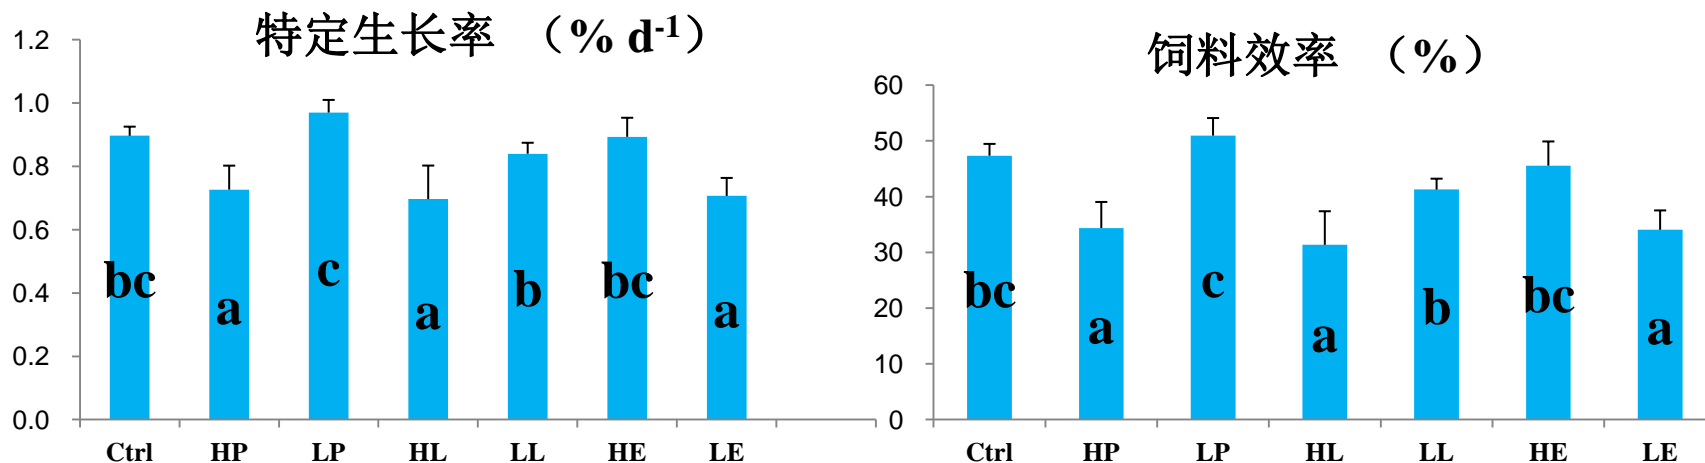 特定生长率 （% d-1）
1.2
1.0
0.8
0.6
0.4
0.2
0.0
bc
a
c
a
b
bc
a
Ctrl HP LP HL LL HE LE
饲料效率 （%）
60
50
40
30
20
10
0
bc
a
c
a
b
bc
a
Ctrl HP LP HL LL HE LE